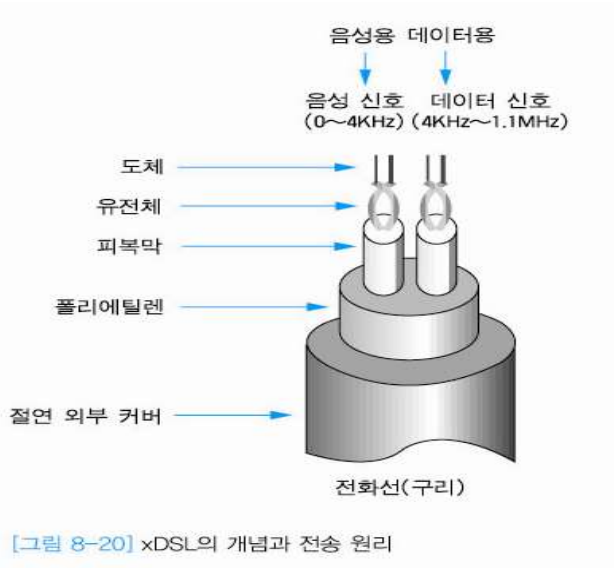 음성용 데이터용
음성 신호 데이터 신호
(0~4KHz) (4KHz~1.1MHz)
도체
유전체
피복막
폴리에틸렌
절연 외부 커버
전화선(구리)
[그림 8-20] xDSL의 개념과 전송 원리